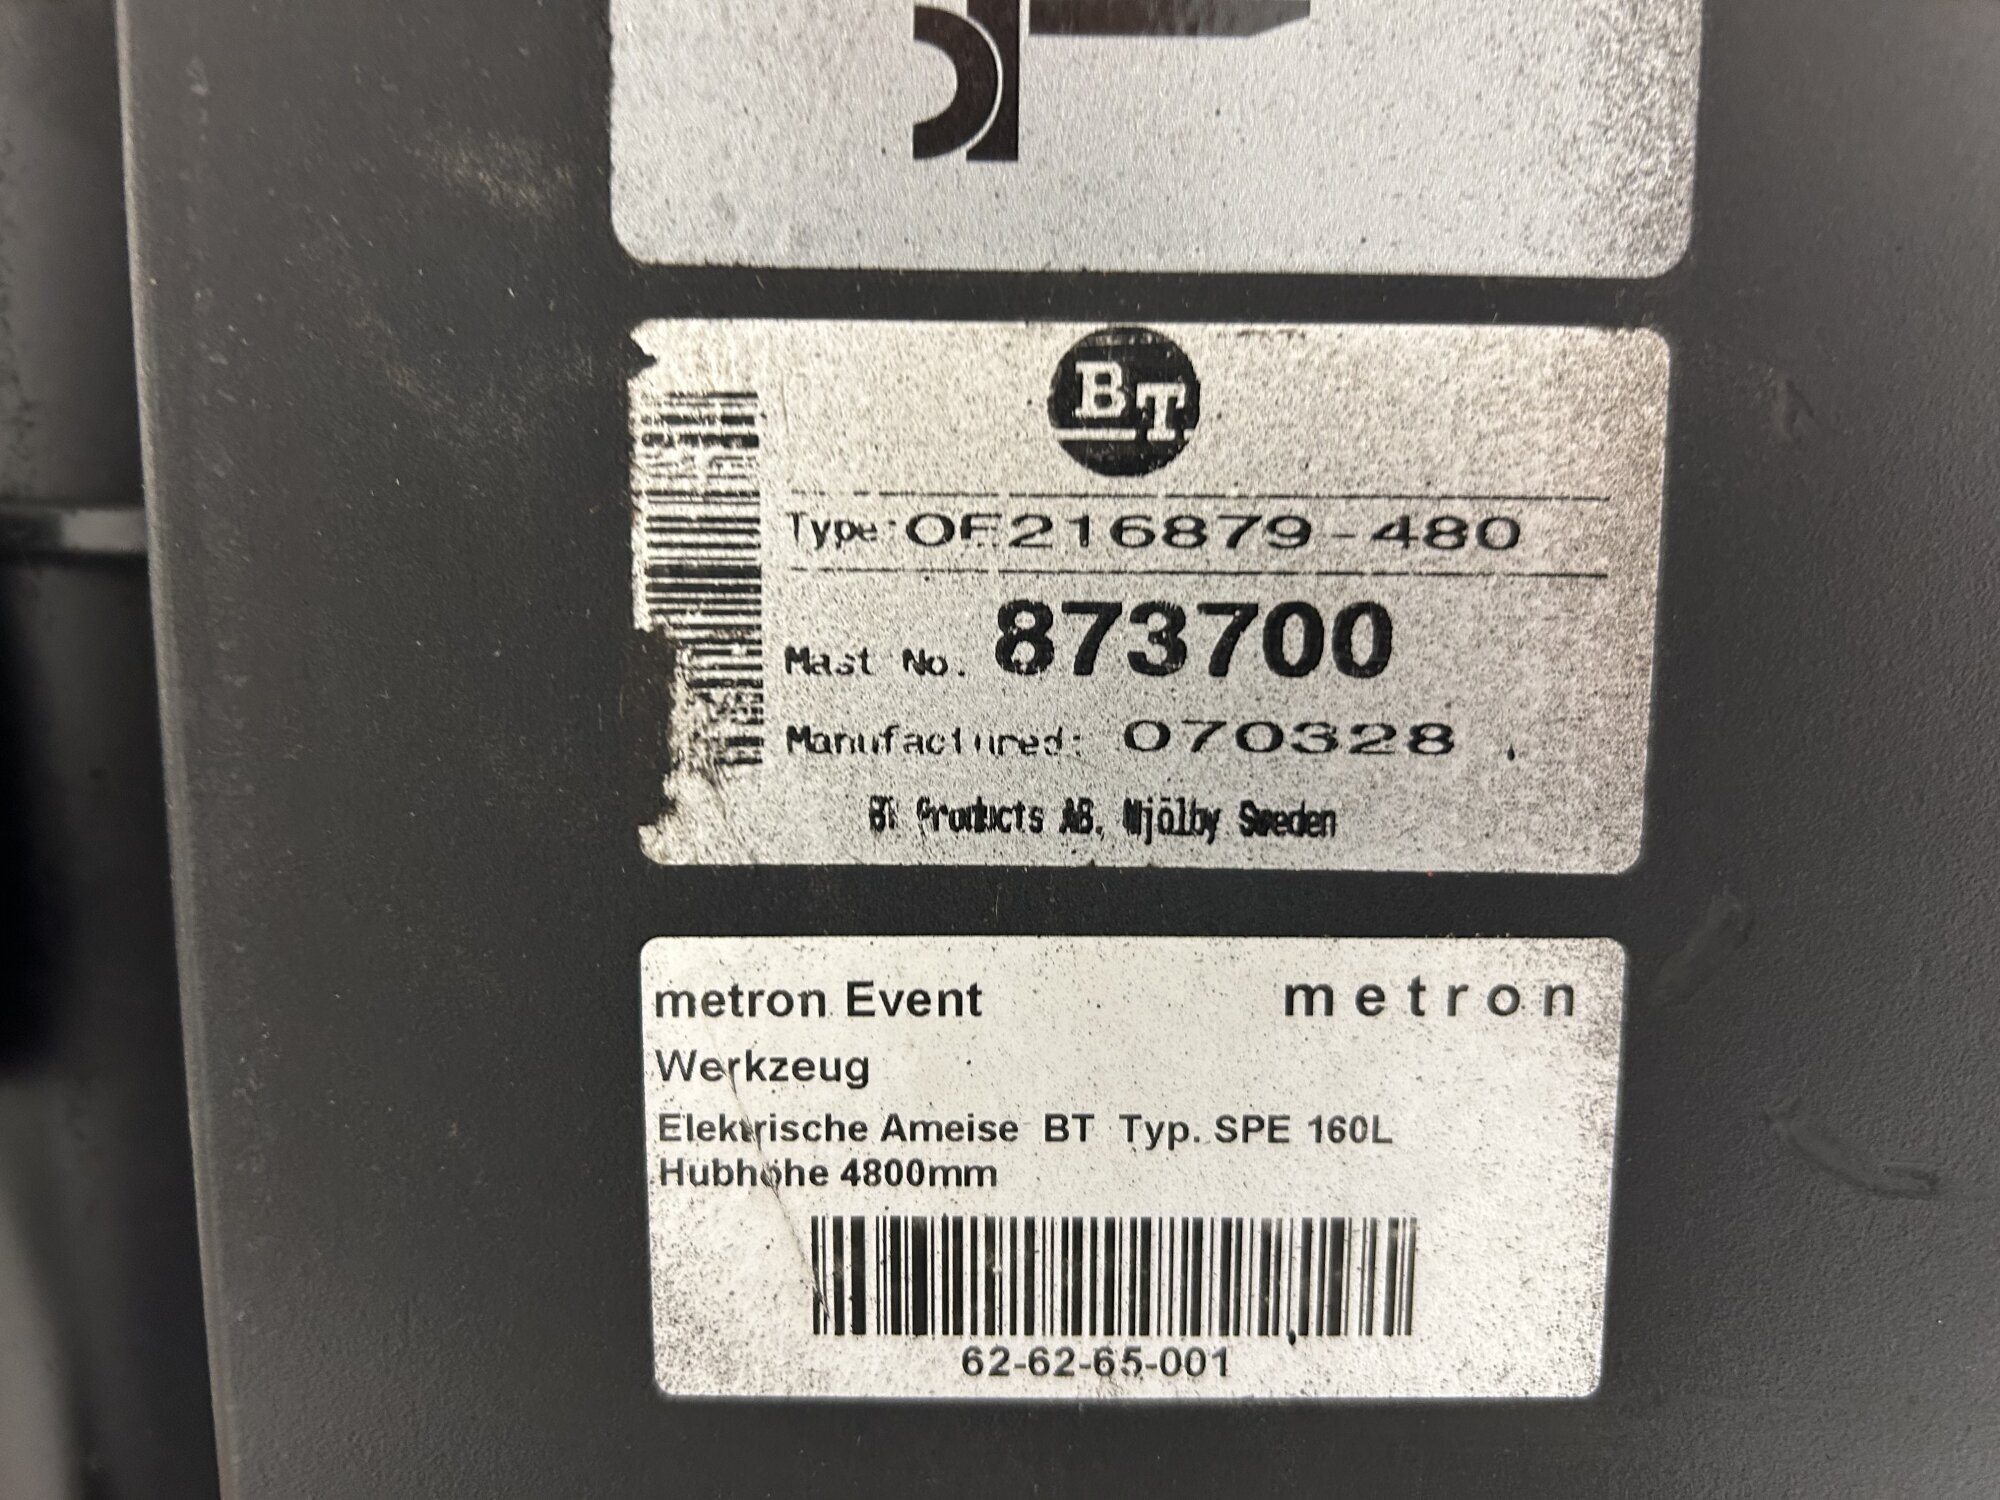 BT
Type: OF216879-480
Mast No. 873700
Manufactured: 070328
BT Products AB, Mjölby Sweden
metron Event metron
Werkzeug
Elektrische Ameise BT Typ. SPE 160L
Hubhöhe 4800mm
62-62-65-001